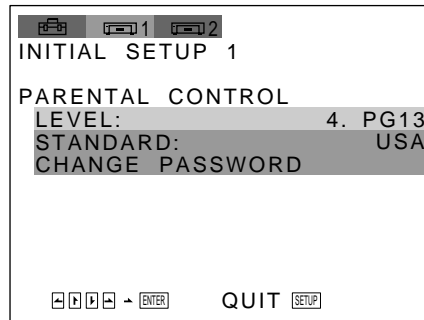 1 2
INITIAL SETUP 1
PARENTAL CONTROL
LEVEL: 4. PG13
STANDARD: USA
CHANGE PASSWORD
ENTER QUIT SETUP